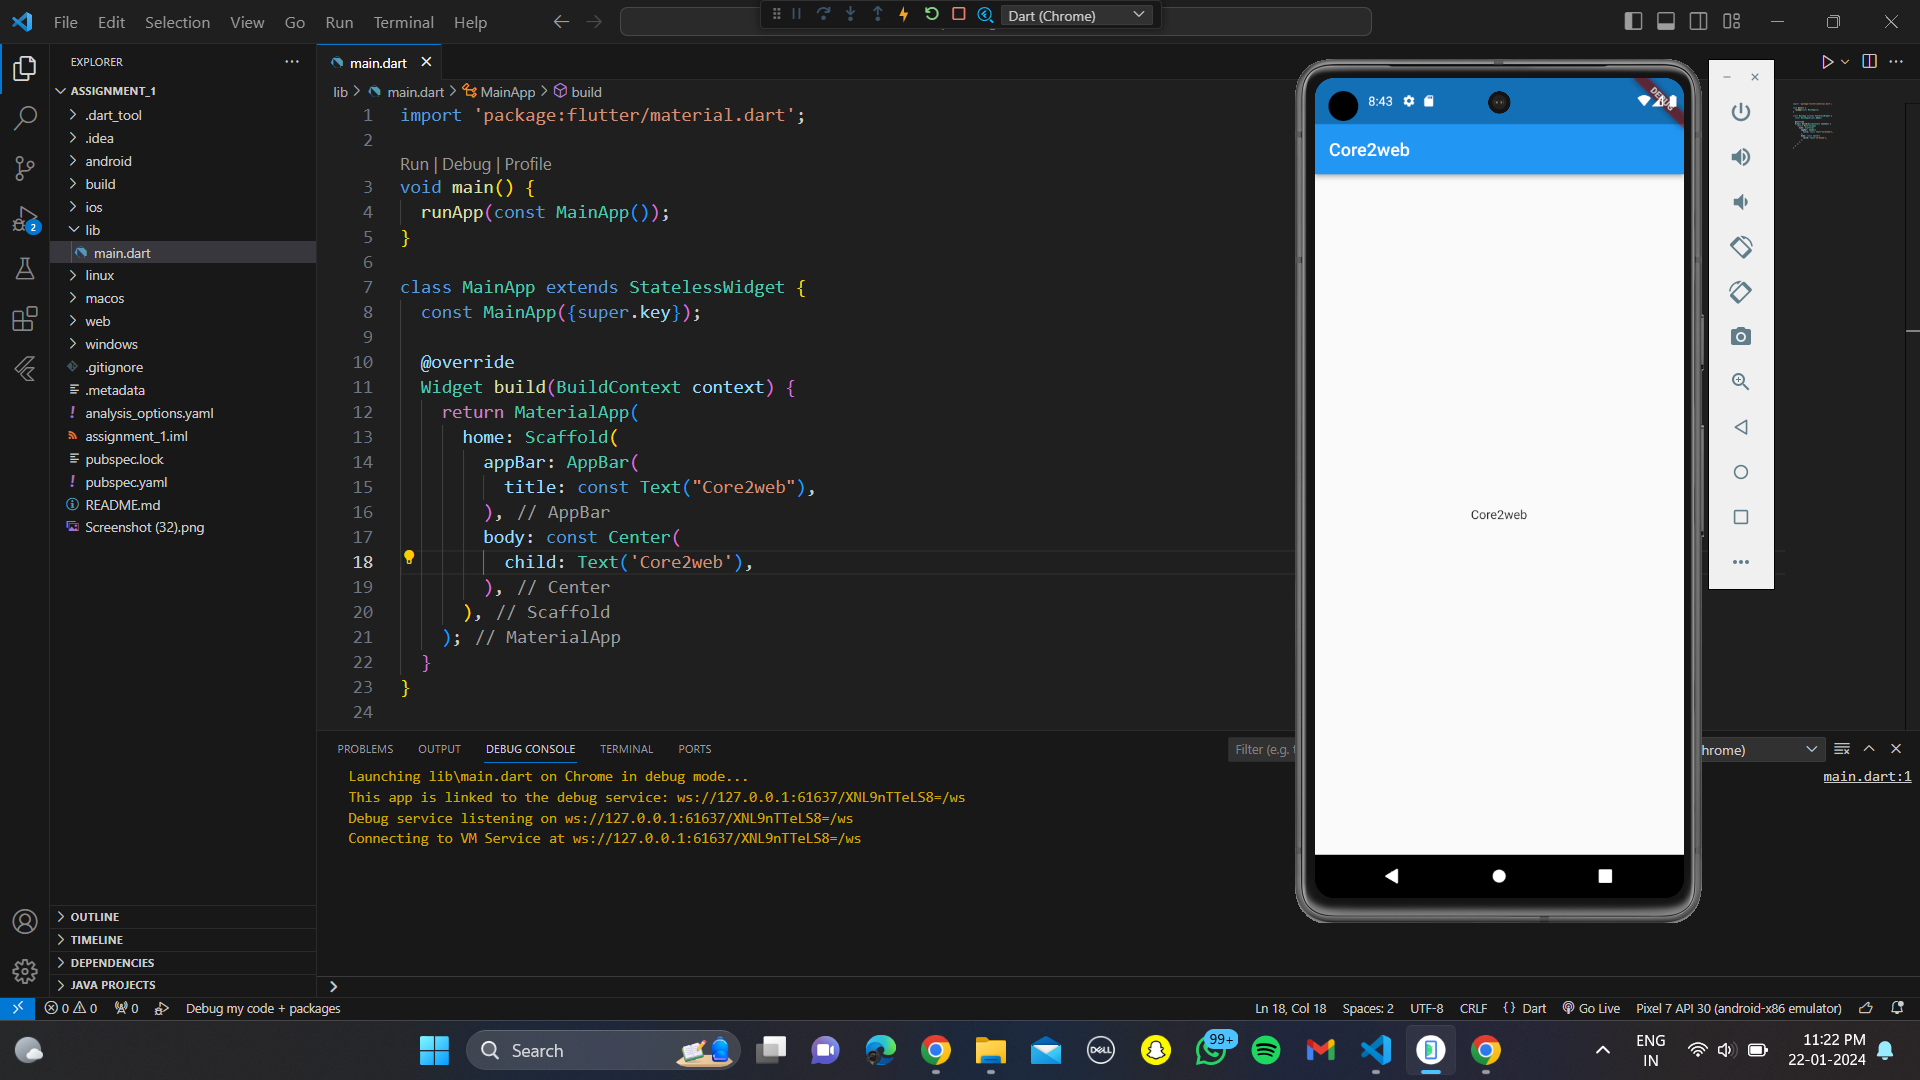 File Edit Selection View Go Run Terminal Help
Dart (Chrome)
EXPLORER
main.dart
ASSIGNMENT_1
.dart_tool
.idea
android
build
ios
lib
main.dart
linux
macos
web
windows
.gitignore
.metadata
analysis_options.yaml
assignment_1.iml
pubspec.lock
pubspec.yaml
README.md
Screenshot (32).png
OUTLINE
TIMELINE
DEPENDENCIES
JAVA PROJECTS
lib > main.dart > MainApp > build
1 import 'package:flutter/material.dart';
2
Run | Debug | Profile
3 void main() {
4 runApp(const MainApp());
5 }
6
7 class MainApp extends StatelessWidget {
8 const MainApp({super.key});
9
10 @override
11 Widget build(BuildContext context) {
12 return MaterialApp(
13 home: Scaffold(
14 appBar: AppBar(
15 title: const Text("Core2web"),
16 ), // AppBar
17 body: const Center(
18 child: Text('Core2web'),
19 ), // Center
20 ), // Scaffold
21 ); // MaterialApp
22 }
23 }
24
8:43
DEBUG
Core2web
Core2web
PROBLEMS OUTPUT DEBUG CONSOLE TERMINAL PORTS
Filter (e.g.
hrome)
Launching lib\main.dart on Chrome in debug mode...
main.dart:1
This app is linked to the debug service: ws://127.0.0.1:61637/XNL9nTTeLS8=/ws
Debug service listening on ws://127.0.0.1:61637/XNL9nTTeLS8=/ws
Connecting to VM Service at ws://127.0.0.1:61637/XNL9nTTeLS8=/ws
2
0 0 0 Debug my code + packages
Ln 18, Col 18 Spaces: 2 UTF-8 CRLF {} Dart Go Live Pixel 7 API 30 (android-x86 emulator)
Search
DELL
99+
ENG
IN
11:22 PM
22-01-2024